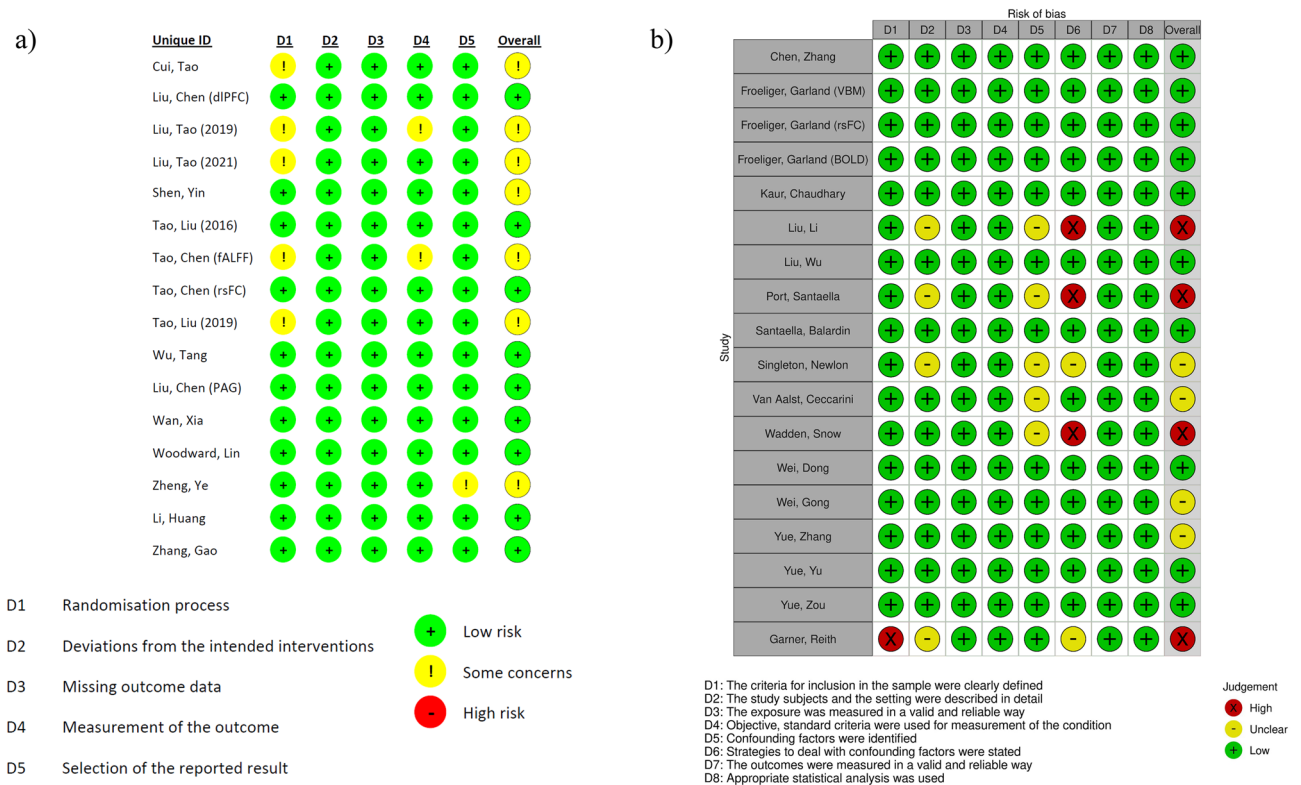 a)
Unique ID D1 D2 D3 D4 D5 Overall
Cui, Tao ! + + + + !
Liu, Chen (dlPFC) + + + + + +
Liu, Tao (2019) ! + + ! + !
Liu, Tao (2021) ! + + + + !
Shen, Yin + + + + + !
Tao, Liu (2016) + + + + + +
Tao, Chen (fALFF) ! + + ! + !
Tao, Chen (rsFC) + + + + + +
Tao, Liu (2019) ! + + + + !
Wu, Tang + + + + + +
Liu, Chen (PAG) + + + + + +
Wan, Xia + + + + + +
Woodward, Lin + + + + + +
Zheng, Ye + + + + ! !
Li, Huang + + + + + +
Zhang, Gao + + + + + +
D1 Randomisation process
D2 Deviations from the intended interventions
D3 Missing outcome data
D4 Measurement of the outcome
D5 Selection of the reported result
+ Low risk
! Some concerns
- High risk
b)
Risk of bias
D1 D2 D3 D4 D5 D6 D7 D8 Overall
Study
Chen, Zhang + + + + + + + + +
Froeliger, Garland (VBM) + + + + + + + + +
Froeliger, Garland (rsFC) + + + + + + + + +
Froeliger, Garland (BOLD) + + + + + + + + +
Kaur, Chaudhary + + + + + + + + +
Liu, Li + - + + - X + + X
Liu, Wu + + + + + + + + +
Port, Santaella + - + + - X + + X
Santaella, Balardin + + + + + + + + +
Singleton, Newlon + - + + - - + + -
Van Aalst, Ceccarini + + + + - + + + -
Wadden, Snow + + + + - X + + X
Wei, Dong + + + + + + + + +
Wei, Gong + + + + + + + + -
Yue, Zhang + + + + + + + + -
Yue, Yu + + + + + + + + +
Yue, Zou + + + + + + + + +
Garner, Reith X - + + + - + + X
D1: The criteria for inclusion in the sample were clearly defined
D2: The study subjects and the setting were described in detail
D3: The exposure was measured in a valid and reliable way
D4: Objective, standard criteria were used for measurement of the condition
D5: Confounding factors were identified
D6: Strategies to deal with confounding factors were stated
D7: The outcomes were measured in a valid and reliable way
D8: Appropriate statistical analysis was used
Judgement
X High
- Unclear
+ Low